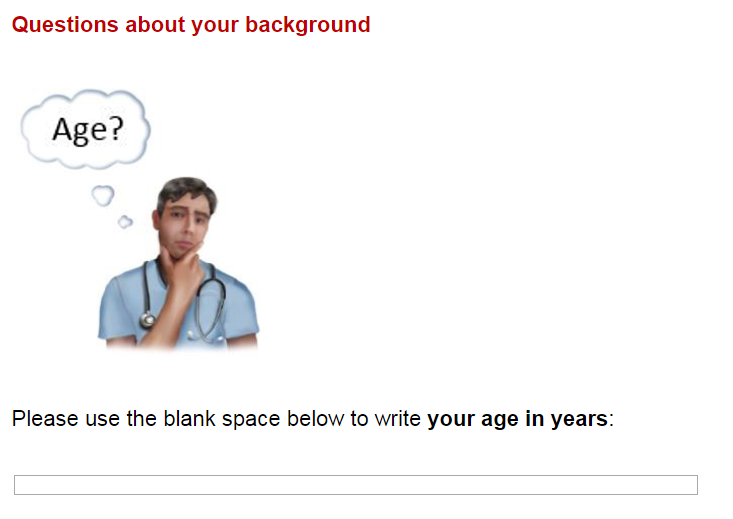 Questions about your background
Age?
Please use the blank space below to write your age in years: